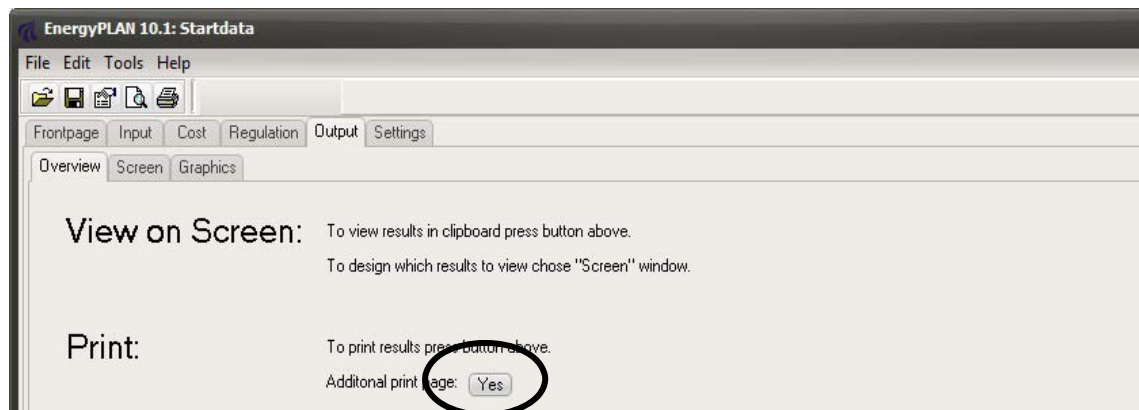 EnergyPLAN 10.1: Startdata
File Edit Tools Help
Frontpage Input Cost Regulation Output Settings
Overview Screen Graphics
View on Screen: To view results in clipboard press button above.
To design which results to view chose "Screen" window.
Print: To print results press button above.
Additonal print page: Yes